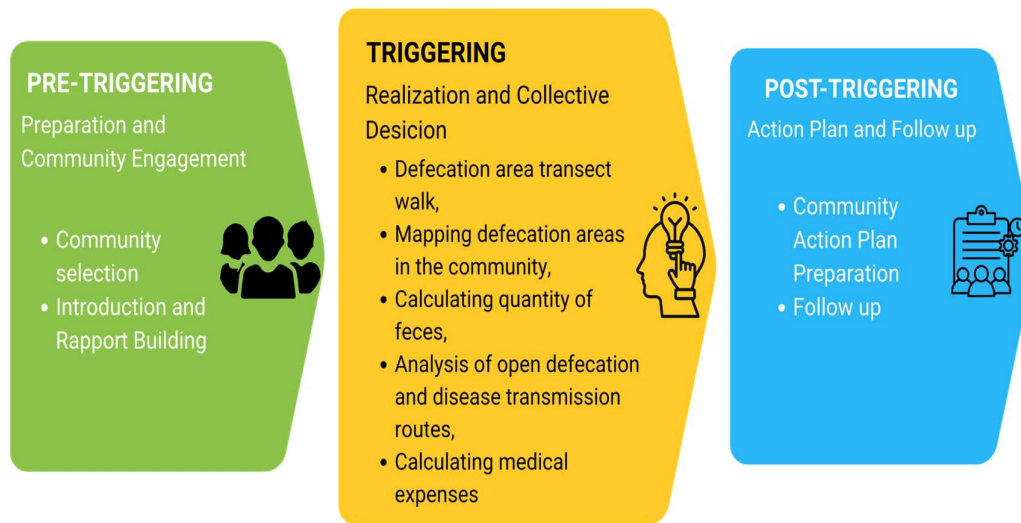 PRE-TRIGGERING
Preparation and
Community Engagement
• Community
selection
• Introduction and
Rapport Building
TRIGGERING
Realization and Collective
Desicion
• Defecation area transect
walk,
• Mapping defecation areas
in the community,
• Calculating quantity of
feces,
• Analysis of open defecation
and disease transmission
routes,
• Calculating medical
expenses
POST-TRIGGERING
Action Plan and Follow up
• Community
Action Plan
Preparation
• Follow up